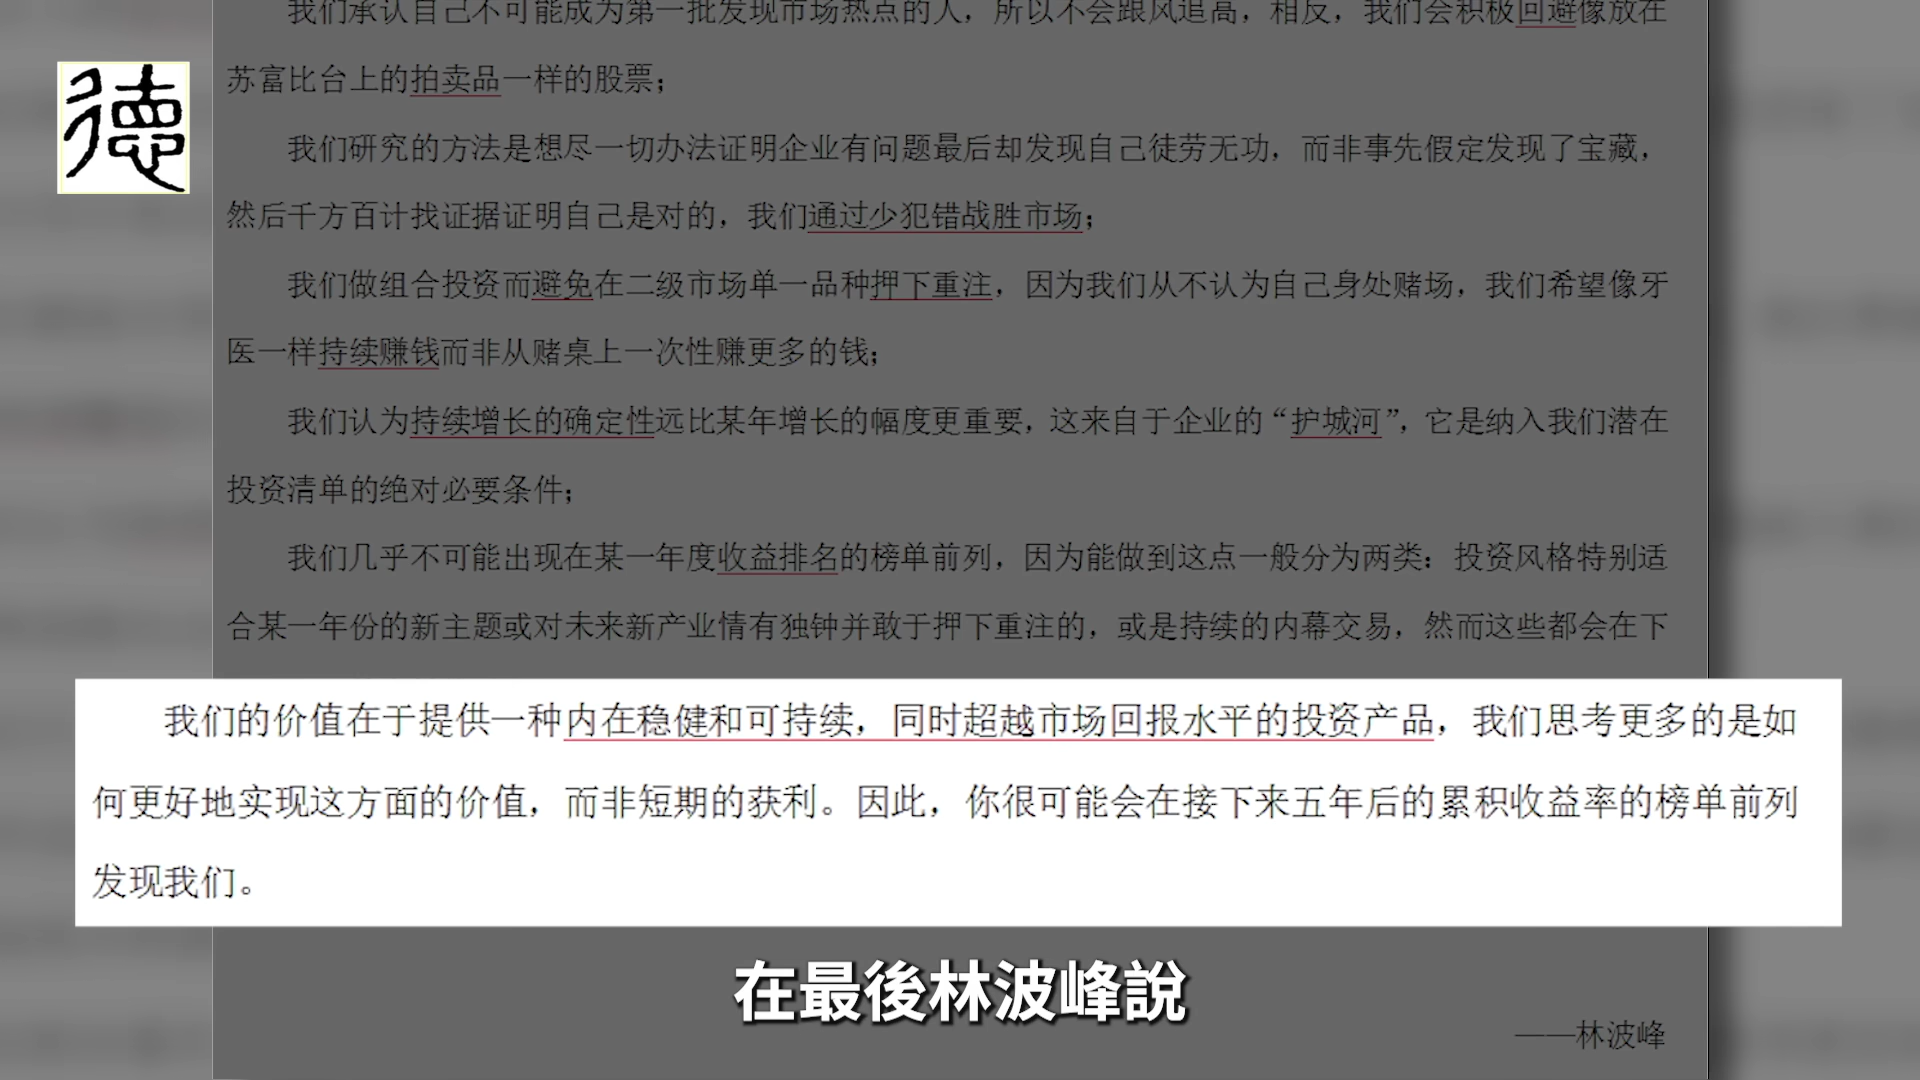 我们承认自己不可能成为第一批发现市场热点的人，所以不会跟风追高，相反，我们会积极回避像放在
苏富比台上的拍卖品一样的股票；
德
我们研究的方法是想尽一切办法证明企业有问题最后却发现自己徒劳无功，而非事先假定发现了宝藏，
然后千方百计找证据证明自己是对的，我们通过少犯错战胜市场；
我们做组合投资而避免在二级市场单一品种押下重注，因为我们从不认为自己身处赌场，我们希望像牙
医一样持续赚钱而非从赌桌上一次性赚更多的钱；
我们认为持续增长的确定性远比某年增长的幅度更重要，这来自于企业的“护城河”，它是纳入我们潜在
投资清单的绝对必要条件；
我们几乎不可能出现在某一年度收益排名的榜单前列，因为能做到这点一般分为两类：投资风格特别适
合某一年份的新主题或对未来新产业情有独钟并敢于押下重注的，或是持续的内幕交易，然而这些都会在下
我们的价值在于提供一种内在稳健和可持续，同时超越市场回报水平的投资产品，我们思考更多的是如
何更好地实现这方面的价值，而非短期的获利。因此，你很可能会在接下来五年后的累积收益率的榜单前列
发现我们。
在最後林波峰說
——林波峰